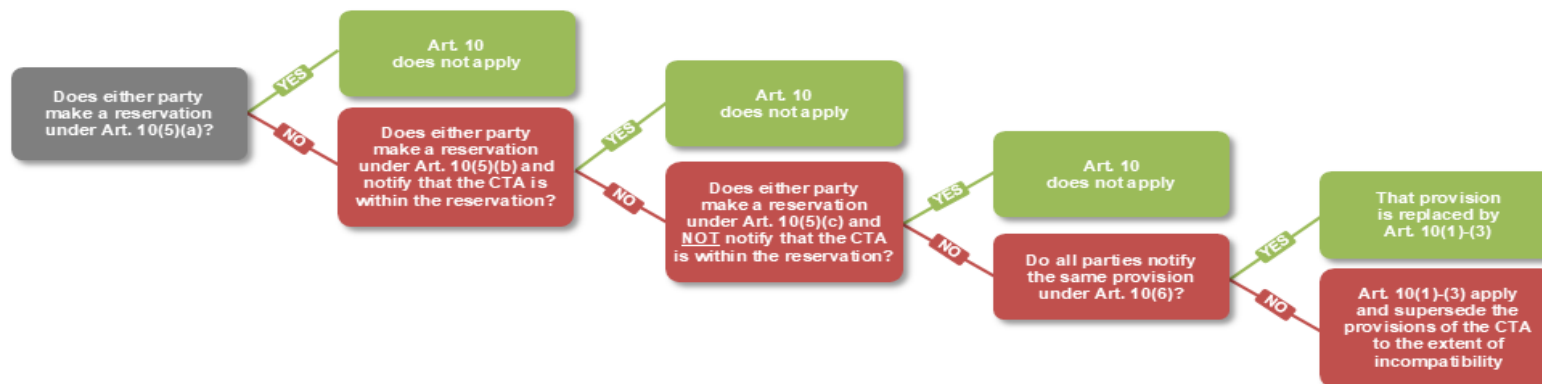 Does either party
make a reservation
under Art. 10(5)(a)?
YES
Art. 10
does not apply
NO
Does either party
make a reservation
under Art. 10(5)(b) and
notify that the CTA is
within the reservation?
YES
Art. 10
does not apply
NO
Does either party
make a reservation
under Art. 10(5)(c) and
NOT notify that the CTA
is within the reservation?
YES
Art. 10
does not apply
NO
Do all parties notify
the same provision
under Art. 10(6)?
YES
That provision
is replaced by
Art. 10(1)-(3)
NO
Art. 10(1)-(3) apply
and supersede the
provisions of the CTA
to the extent of
incompatibility